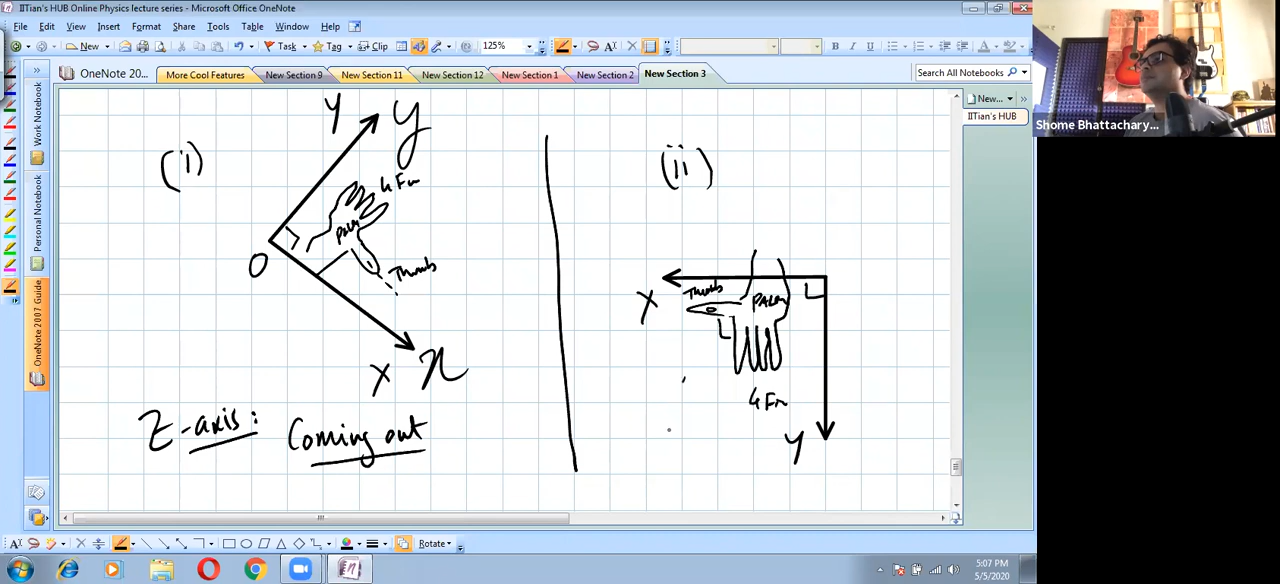 IITian's HUB Online Physics lecture series - Microsoft Office OneNote
File Edit View Insert Format Share Tools Table Window Help
New Task Tag Clip 125%
OneNote 20... More Cool Features New Section 9 New Section 11 New Section 12 New Section 1 New Section 2 New Section 3 Search All Notebooks
New...
IITian's HUB
Work Notebook
Personal Notebook
OneNote 2007 Guide
Shome Bhattachary...
(i)
y y
4 Fn
PALM
Thumb
O
x x
Z-axis: Coming out
(ii)
X
Thumb
PALM
4 Fn
y
Rotate
5:07 PM
5/5/2020